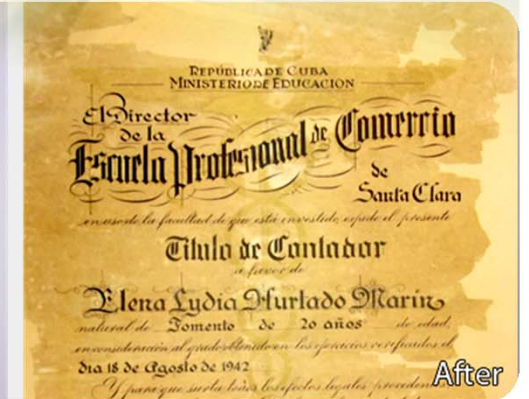 REPÚBLICA DE CUBA
MINISTERIO DE EDUCACION
El Director
de la
Escuela Profesional de Comercio
de
Santa Clara
en uso de la facultad de que está investido, expide el presente
Título de Contador
a favor de
Elena Lydia Hurtado Marín
natural de Fomento de 20 años de edad,
en consideración al grado obtenido en los ejercicios verificados el
dia 18 de Agosto de 1942
Y para que surta todos los efectos legales
After